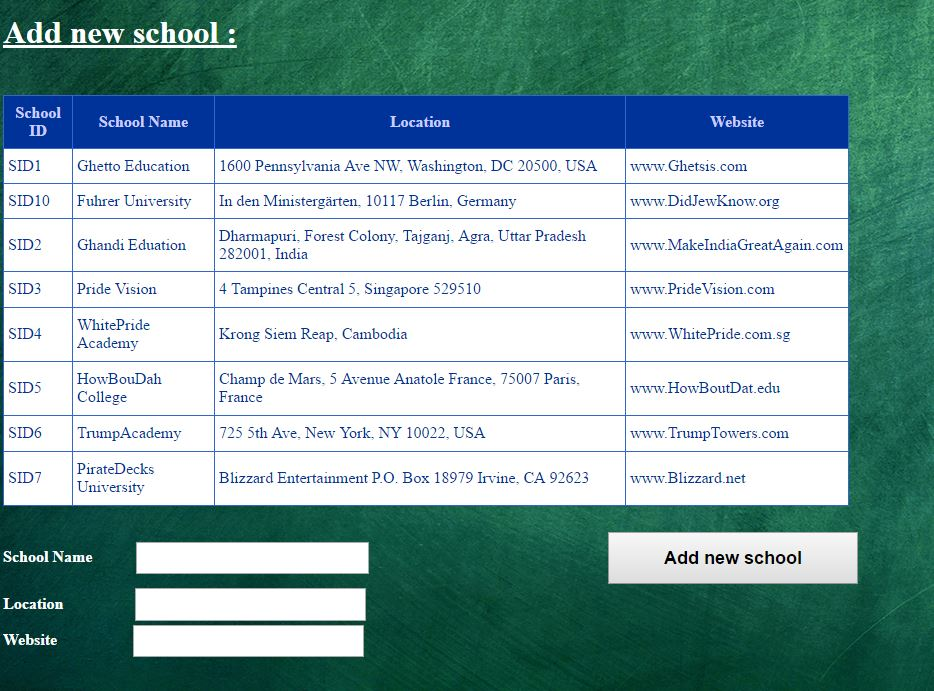 Add new school :
School ID School Name Location Website
SID1 Ghetto Education 1600 Pennsylvania Ave NW, Washington, DC 20500, USA www.Ghetsis.com
SID10 Fuhrer University In den Ministergärten, 10117 Berlin, Germany www.DidJewKnow.org
SID2 Ghandi Eduation Dharmapuri, Forest Colony, Tajganj, Agra, Uttar Pradesh 282001, India www.MakeIndiaGreatAgain.com
SID3 Pride Vision 4 Tampines Central 5, Singapore 529510 www.PrideVision.com
SID4 WhitePride Academy Krong Siem Reap, Cambodia www.WhitePride.com.sg
SID5 HowBouDah College Champ de Mars, 5 Avenue Anatole France, 75007 Paris, France www.HowBoutDat.edu
SID6 TrumpAcademy 725 5th Ave, New York, NY 10022, USA www.TrumpTowers.com
SID7 PirateDecks University Blizzard Entertainment P.O. Box 18979 Irvine, CA 92623 www.Blizzard.net
School Name
Add new school
Location
Website